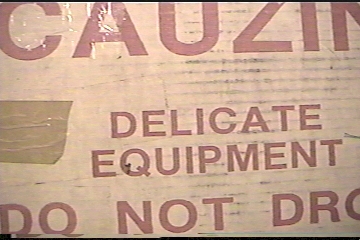 CAUZIN
DELICATE
EQUIPMENT
DO NOT DRO